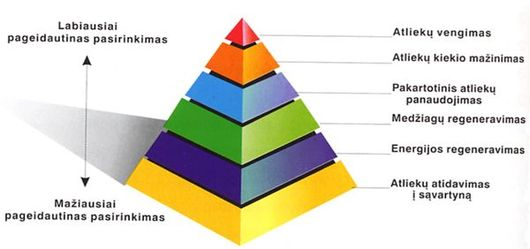 Labiausiai
pageidautinas pasirinkimas
Atliekų vengimas
Atliekų kiekio mažinimas
Pakartotinis atliekų
panaudojimas
Medžiagų regeneravimas
Energijos regeneravimas
Mažiausiai
pageidautinas pasirinkimas
Atliekų atidavimas
į sąvartyną